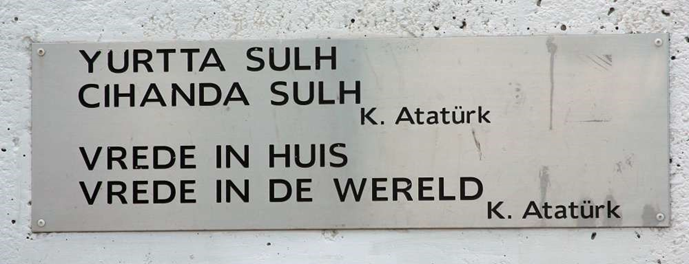 YURTTA SULH
CIHANDA SULH
K. Atatürk
VREDE IN HUIS
VREDE IN DE WERELD
K. Atatürk